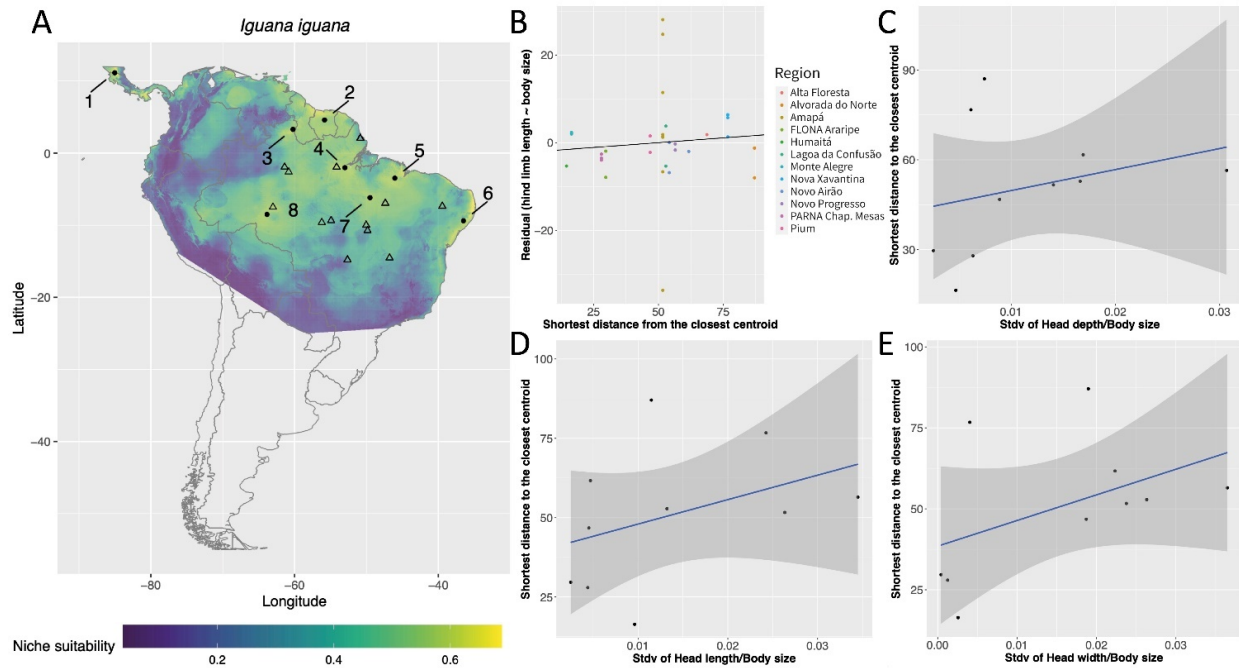 A
Iguana iguana
1
2
3
4
5
6
7
8
0
−20
−40
Latitude
−80
−60
−40
Longitude
Niche suitability
0.2
0.4
0.6
B
20
0
−20
Residual (hind limb length ~ body size)
25
50
75
Shortest distance from the closest centroid
Region
Alta Floresta
Alvorada do Norte
Amapá
FLONA Araripe
Humaitá
Lagoa da Confusão
Monte Alegre
Nova Xavantina
Novo Airão
Novo Progresso
PARNA Chap. Mesas
Pium
C
90
60
30
Shortest distance to the closest centroid
0.01
0.02
0.03
Stdv of Head depth/Body size
D
100
75
50
25
Shortest distance to the closest centroid
0.01
0.02
0.03
Stdv of Head length/Body size
E
100
75
50
25
Shortest distance to the closest centroid
0.00
0.01
0.02
0.03
Stdv of Head width/Body size